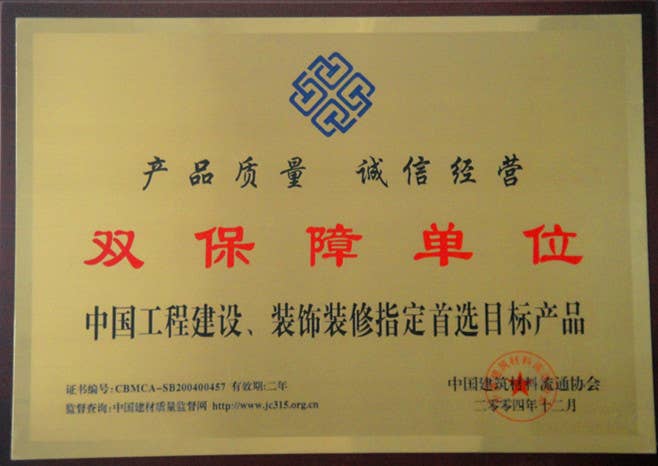 产品质量 诚信经营
双保障单位
中国工程建设、装饰装修指定首选目标产品
证书编号:CBMCA-SB200400457 有效期:二年
监督查询:中国建材质量监督网 http://www.jc315.org.cn
中国建筑材料流通协会
二零零四年十二月